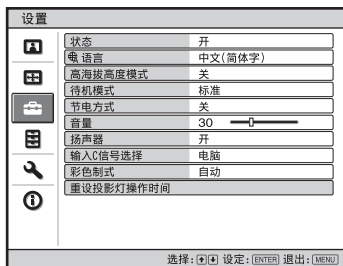 设置
状态 开
语言 中文(简体字)
高海拔高度模式 关
待机模式 标准
节电方式 关
音量 30
扬声器 开
输入C信号选择 电脑
彩色制式 自动
重设投影灯操作时间
选择: 设定: ENTER 退出: MENU